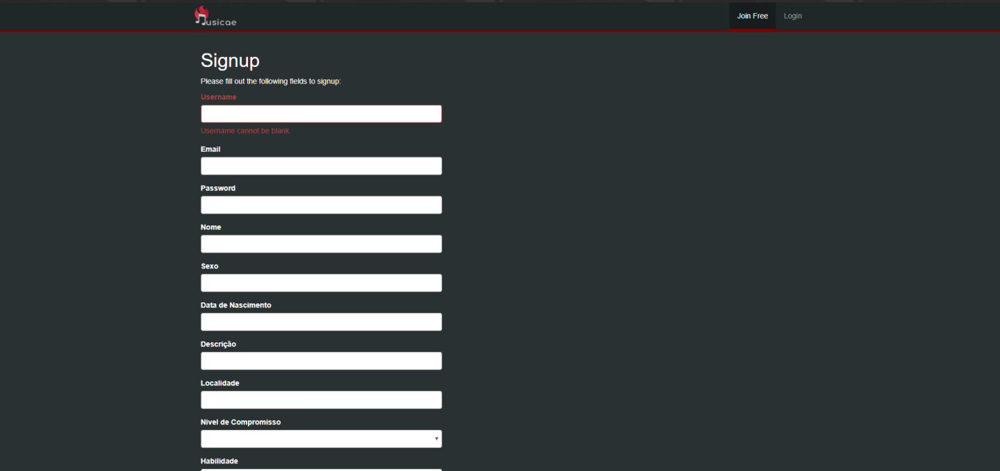 usicae
Join Free
Login
Signup
Please fill out the following fields to signup:
Username
Username cannot be blank.
Email
Password
Nome
Sexo
Data de Nascimento
Descrição
Localidade
Nivel de Compromisso
Habilidade